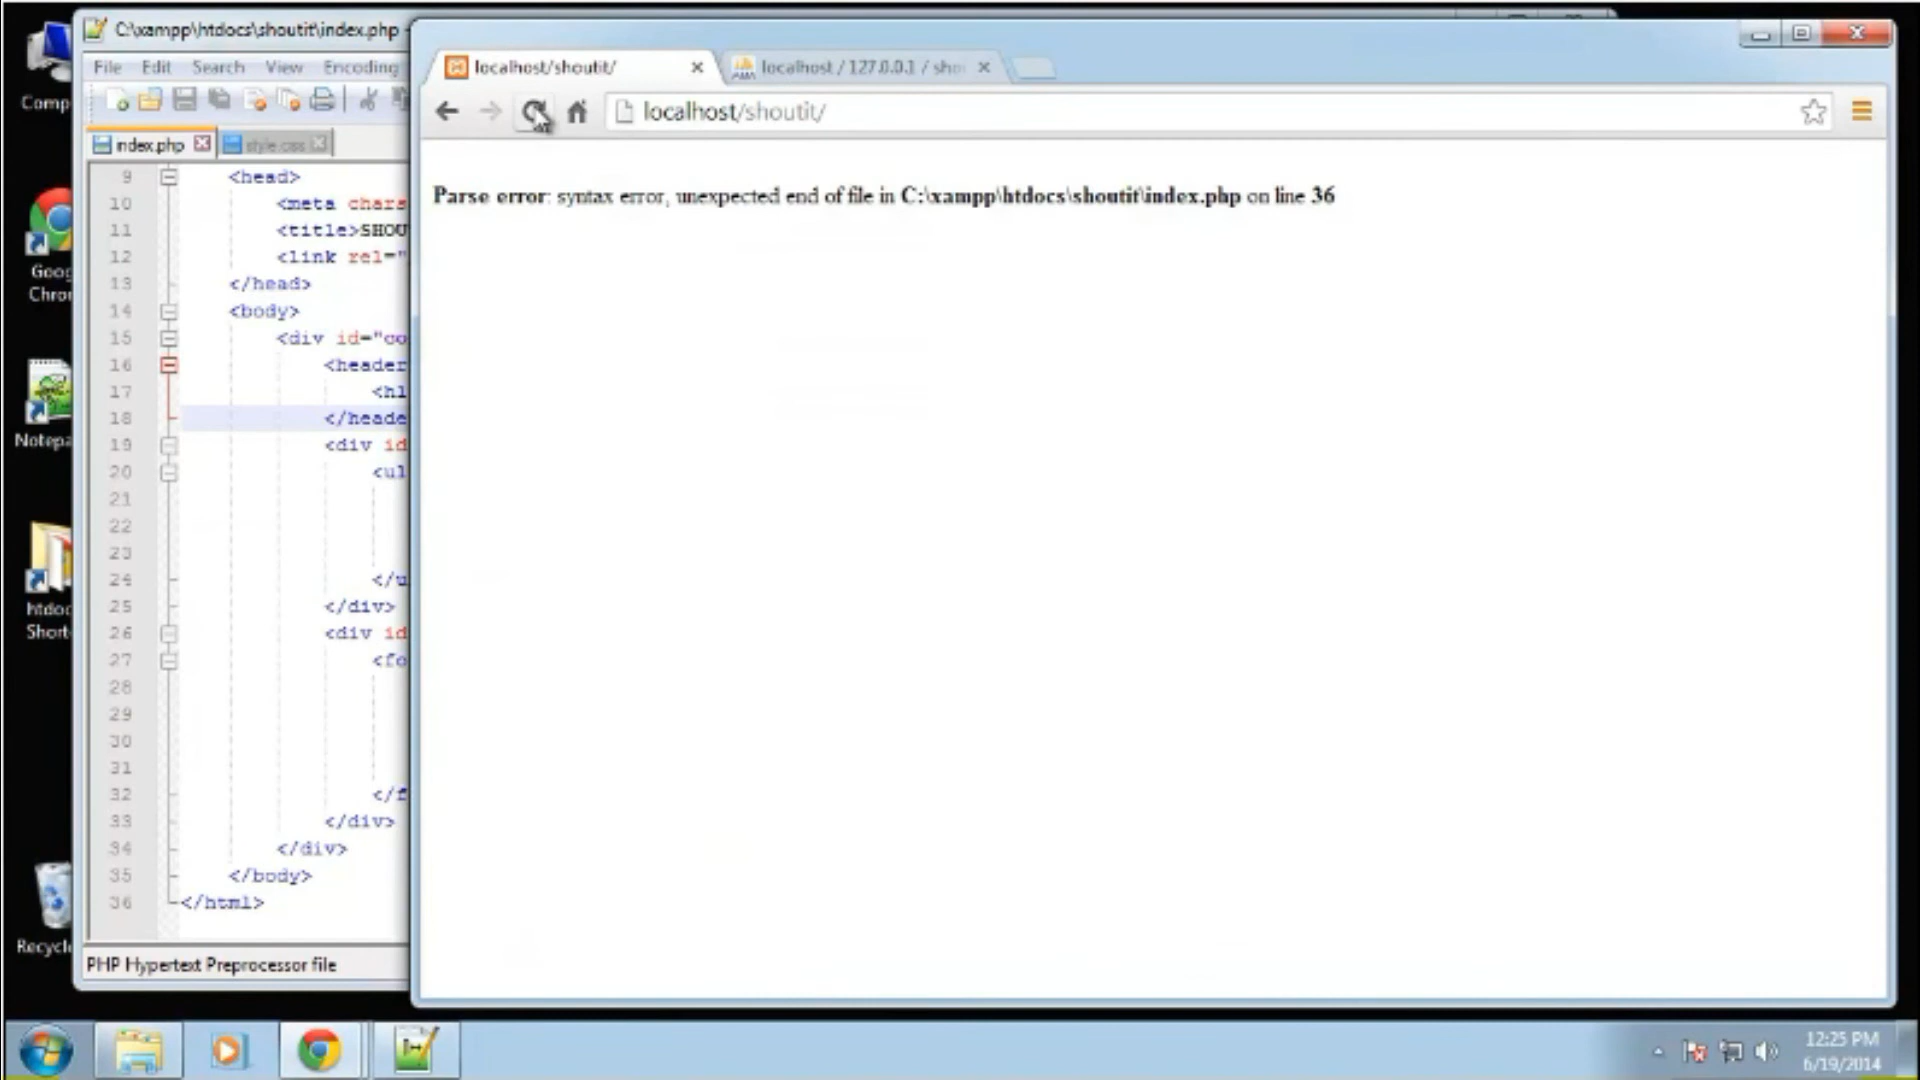 C:\xampp\htdocs\shoutit\index.php -
File Edit Search View Encoding
index.php
style.css
localhost/shoutit/
localhost / 127.0.0.1 / sho
localhost/shoutit/
Parse error: syntax error, unexpected end of file in C:\xampp\htdocs\shoutit\index.php on line 36
9 <head>
10 <meta chars
11 <title>SHOU
12 <link rel="
13 </head>
14 <body>
15 <div id="co
16 <header
17 <h1
18 </heade
19 <div id
20 <ul
21
22
23
24 </u
25 </div>
26 <div id
27 <fo
28
29
30
31
32 </f
33 </div>
34 </div>
35 </body>
36 </html>
PHP Hypertext Preprocessor file
Comp
Goog
Chro
Notepa
htdoc
Short
Recycl
12:25 PM
6/19/2014